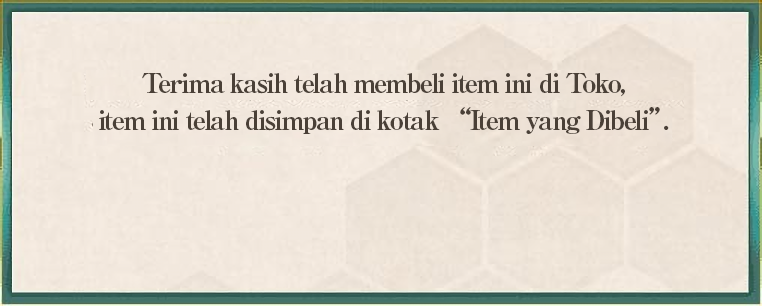 Terima kasih telah membeli item ini di Toko,
item ini telah disimpan di kotak “Item yang Dibeli”.